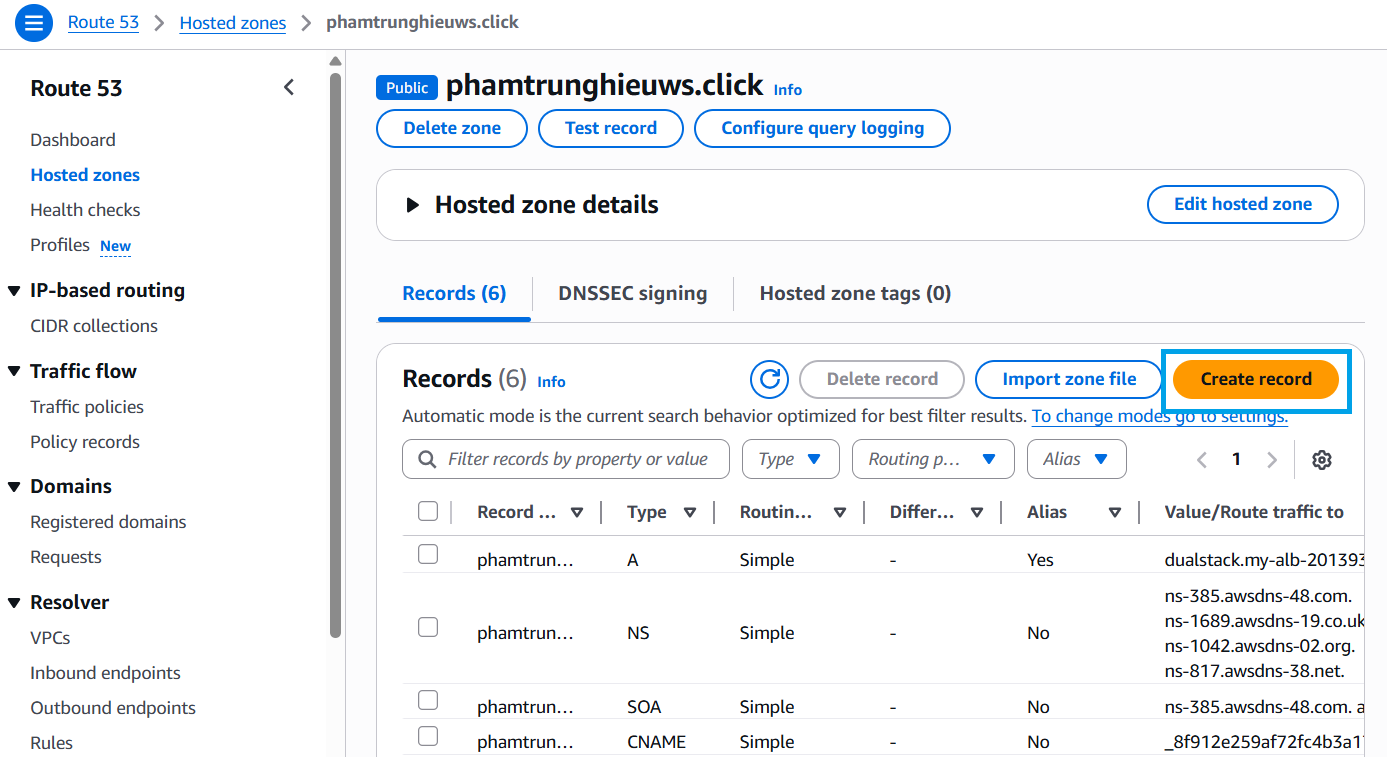 Route 53 > Hosted zones > phamtrunghieuws.click
Route 53
Dashboard
Hosted zones
Health checks
Profiles New
IP-based routing
CIDR collections
Traffic flow
Traffic policies
Policy records
Domains
Registered domains
Requests
Resolver
VPCs
Inbound endpoints
Outbound endpoints
Rules
Public phamtrunghieuws.click Info
Delete zone Test record Configure query logging
Hosted zone details Edit hosted zone
Records (6) DNSSEC signing Hosted zone tags (0)
Records (6) Info Delete record Import zone file Create record
Automatic mode is the current search behavior optimized for best filter results. To change modes go to settings.
Filter records by property or value Type Routing p... Alias 1
Record ... Type Routin... Differ... Alias Value/Route traffic to
phamtrun... A Simple - Yes dualstack.my-alb-201393
phamtrun... NS Simple - No ns-385.awsdns-48.com.
ns-1689.awsdns-19.co.uk
ns-1042.awsdns-02.org.
ns-817.awsdns-38.net.
phamtrun... SOA Simple - No ns-385.awsdns-48.com. a
phamtrun... CNAME Simple - No _8f912e259af72fc4b3a1